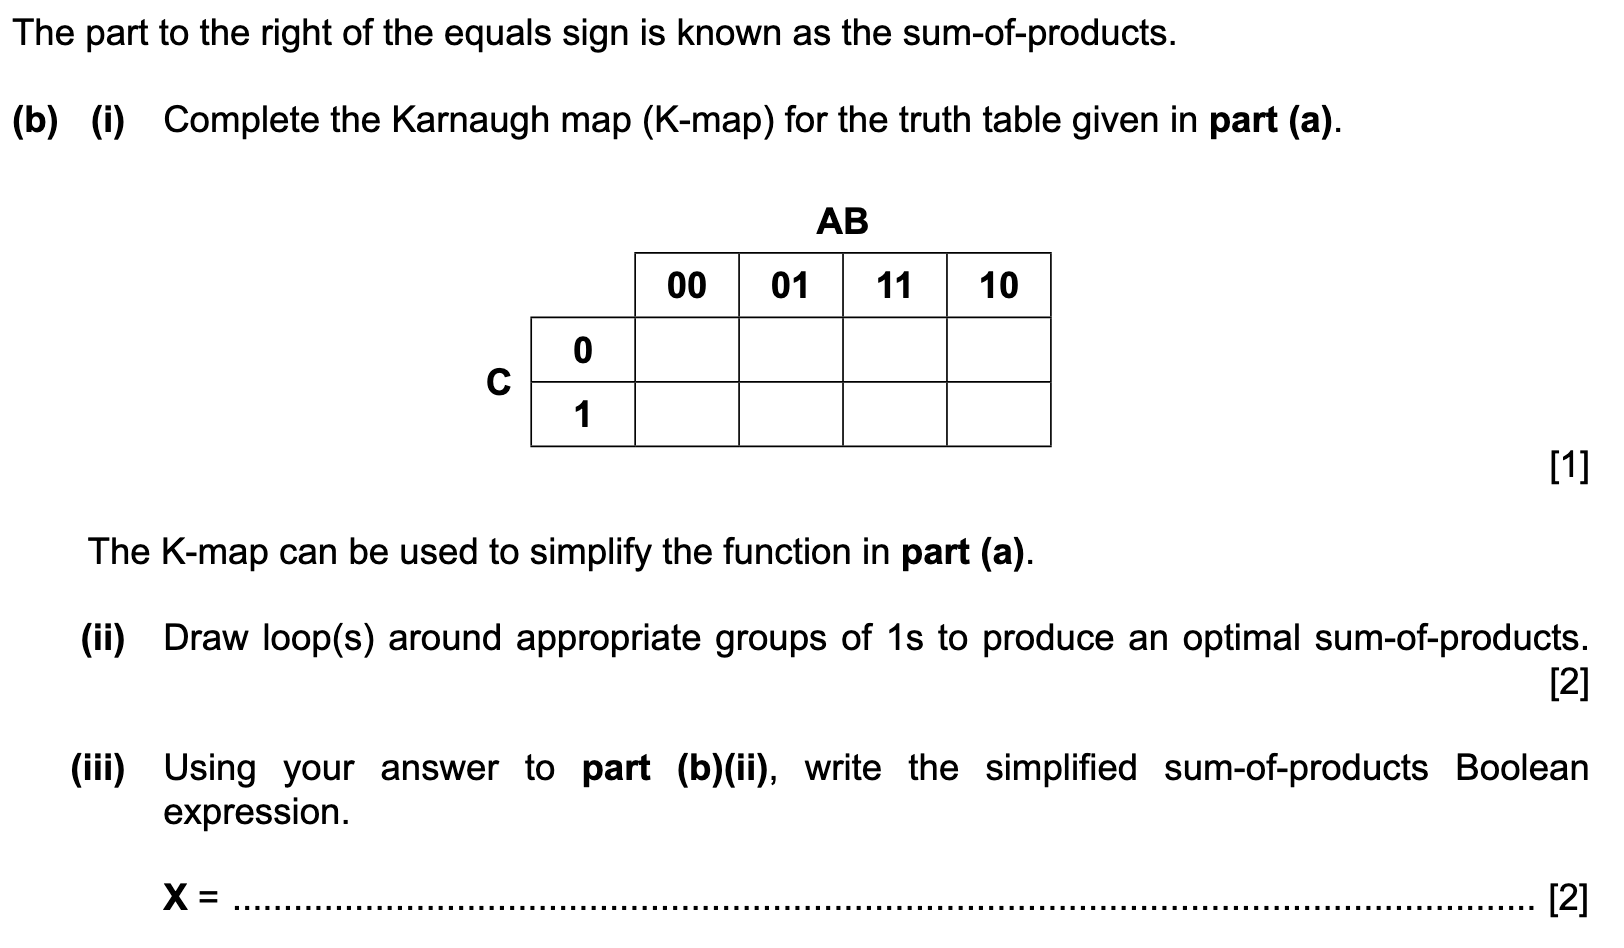 The part to the right of the equals sign is known as the sum-of-products.
(b) (i) Complete the Karnaugh map (K-map) for the truth table given in part (a).
AB
00 01 11 10
0
C
1
[1]
The K-map can be used to simplify the function in part (a).
(ii) Draw loop(s) around appropriate groups of 1s to produce an optimal sum-of-products.
[2]
(iii) Using your answer to part (b)(ii), write the simplified sum-of-products Boolean
expression.
X = .......................................................................................................................... [2]